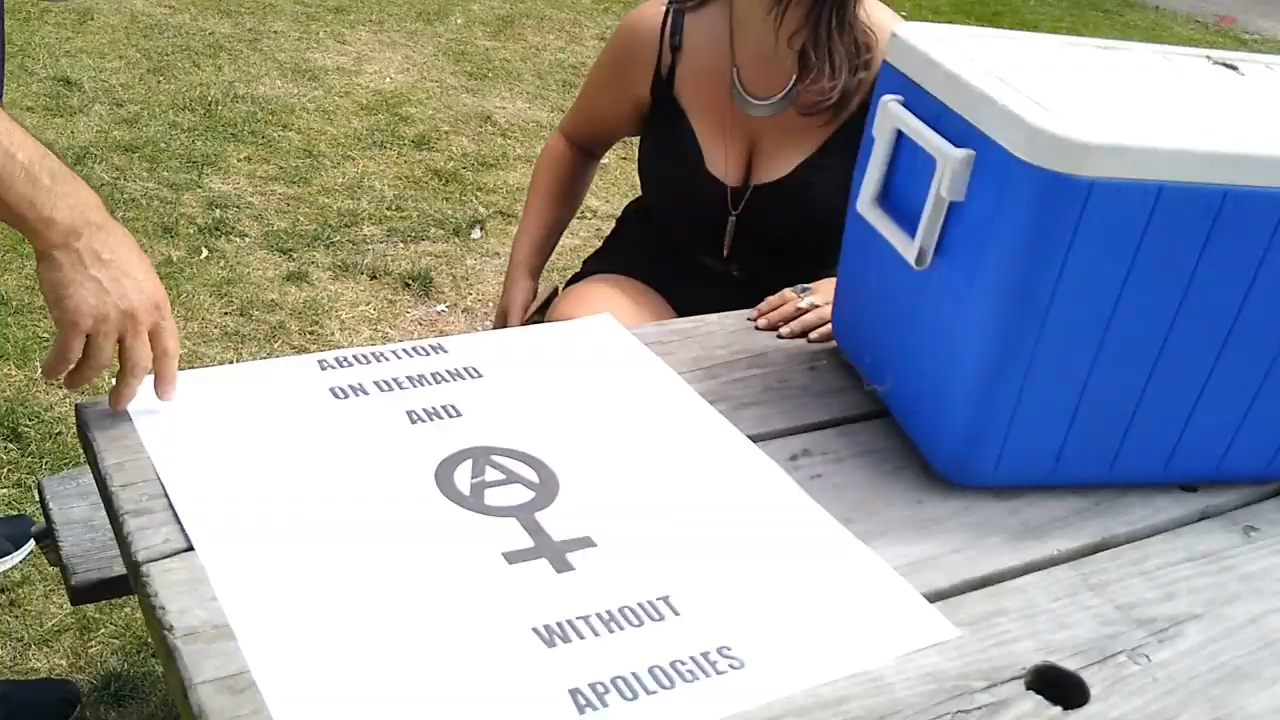 ABORTION
ON DEMAND
AND
A
WITHOUT
APOLOGIES